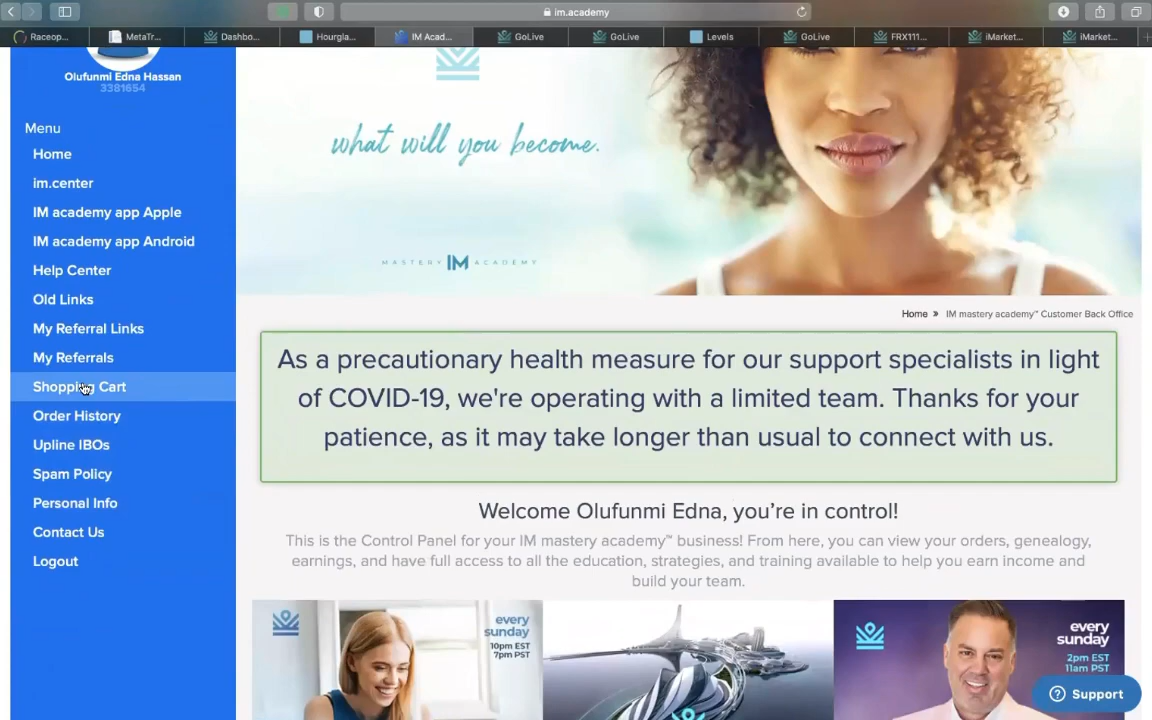 im.academy
Raceop...
MetaTr...
Dashbo...
Hourgla...
IM Acad...
GoLive
GoLive
Levels
GoLive
FRX111...
iMarket...
iMarket...
Olufunmi Edna Hassan
3381654
Menu
Home
im.center
IM academy app Apple
IM academy app Android
Help Center
Old Links
My Referral Links
My Referrals
Shopping Cart
Order History
Upline IBOs
Spam Policy
Personal Info
Contact Us
Logout
what will you become.
MASTERY IM ACADEMY
Home » IM mastery academy™ Customer Back Office
As a precautionary health measure for our support specialists in light
of COVID-19, we're operating with a limited team. Thanks for your
patience, as it may take longer than usual to connect with us.
Welcome Olufunmi Edna, you're in control!
This is the Control Panel for your IM mastery academy™ business! From here, you can view your orders, genealogy,
earnings, and have full access to all the education, strategies, and training available to help you earn income and
build your team.
every
sunday
10pm EST
7pm PST
every
sunday
2pm EST
11am PST
Support